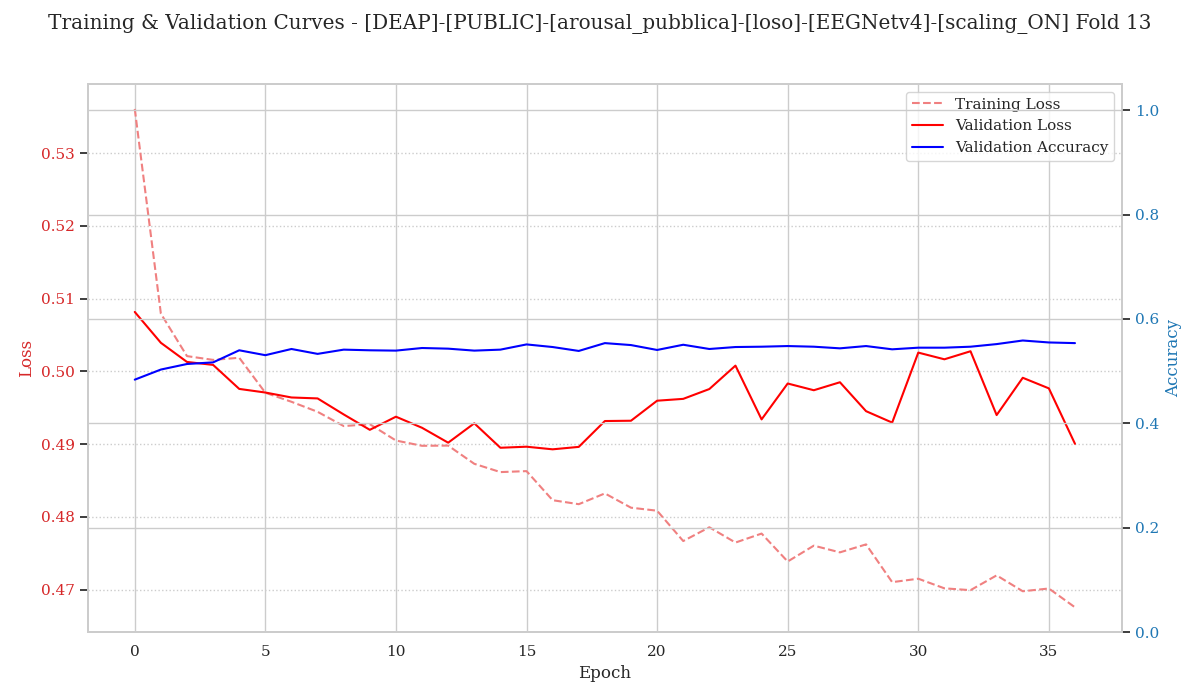 Training & Validation Curves - [DEAP]-[PUBLIC]-[arousal_pubblica]-[loso]-[EEGNetv4]-[scaling_ON] Fold 13
Training Loss
Validation Loss
Validation Accuracy
0.53
0.52
0.51
0.50
0.49
0.48
0.47
Loss
1.0
0.8
0.6
0.4
0.2
0.0
Accuracy
0 5 10 15 20 25 30 35
Epoch